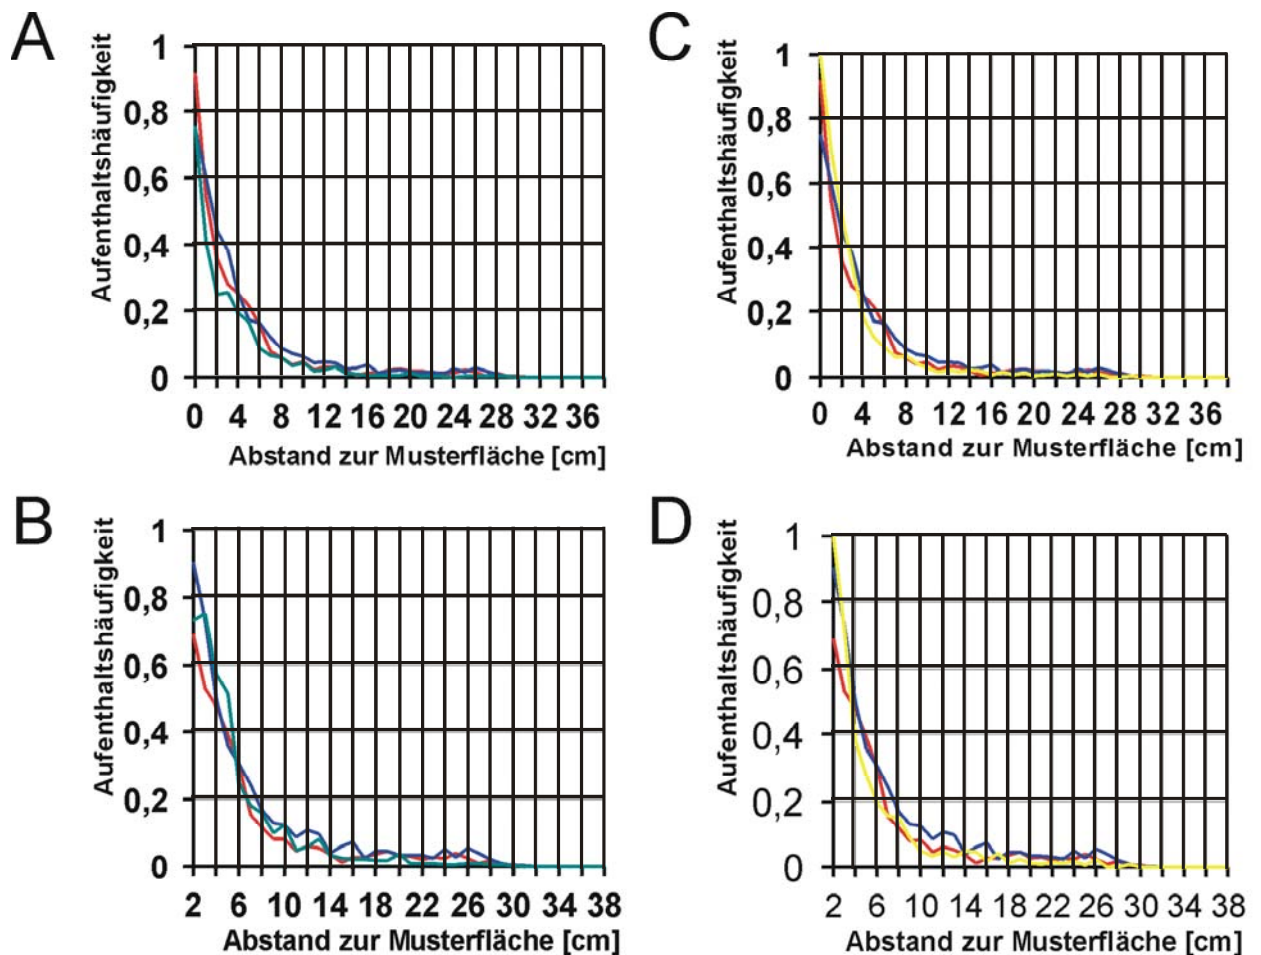 A
Aufenthaltshäufigkeit
1
0,8
0,6
0,4
0,2
0
0 4 8 12 16 20 24 28 32 36
Abstand zur Musterfläche [cm]
C
Aufenthaltshäufigkeit
1
0,8
0,6
0,4
0,2
0
0 4 8 12 16 20 24 28 32 36
Abstand zur Musterfläche [cm]
B
Aufenthaltshäufigkeit
1
0,8
0,6
0,4
0,2
0
2 6 10 14 18 22 26 30 34 38
Abstand zur Musterfläche [cm]
D
Aufenthaltshäufigkeit
1
0,8
0,6
0,4
0,2
0
2 6 10 14 18 22 26 30 34 38
Abstand zur Musterfläche [cm]